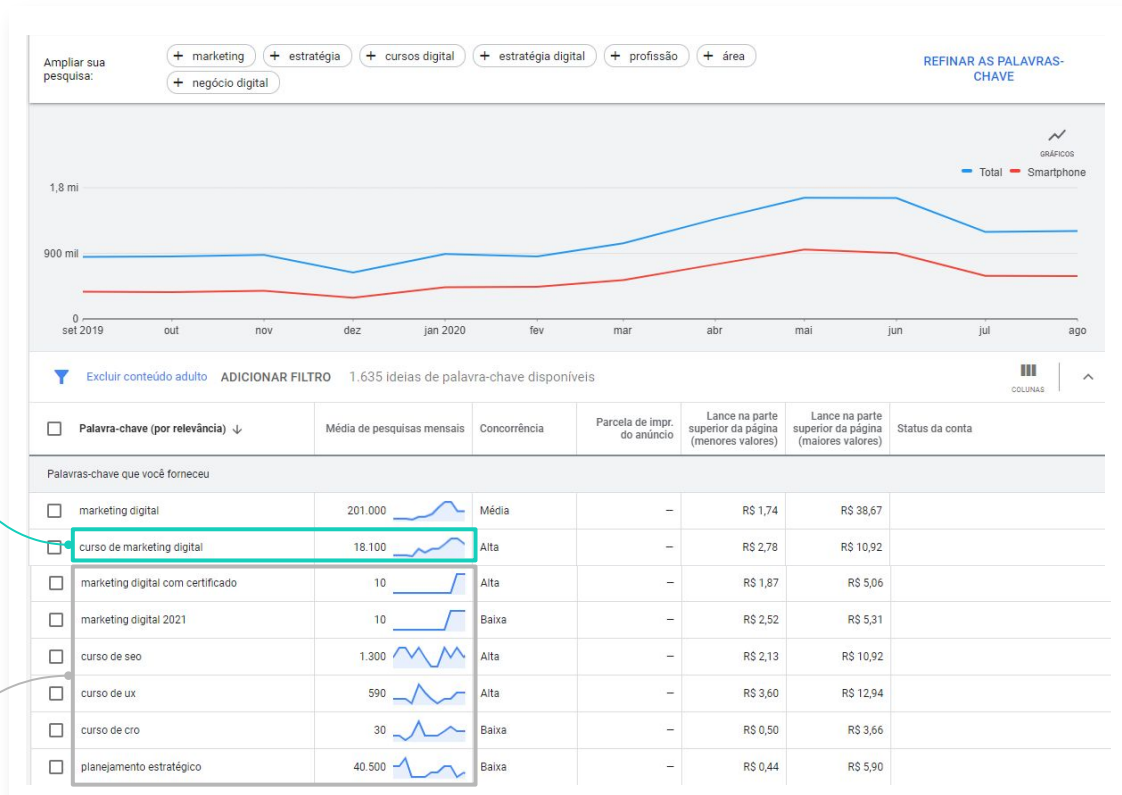 Ampliar sua
pesquisa:
+ marketing + estratégia + cursos digital + estratégia digital + profissão + área
+ negócio digital
REFINAR AS PALAVRAS-
CHAVE
GRÁFICOS
Total Smartphone
1,8 mi
900 mil
0
set 2019 out nov dez jan 2020 fev mar abr mai jun jul ago
Excluir conteúdo adulto ADICIONAR FILTRO 1.635 ideias de palavra-chave disponíveis
COLUNAS
Palavra-chave (por relevância) ↓ Média de pesquisas mensais Concorrência
Parcela de impr.
do anúncio
Lance na parte
superior da página
(menores valores)
Lance na parte
superior da página
(maiores valores)
Status da conta
Palavras-chave que você forneceu
marketing digital 201.000 Média – R$ 1,74 R$ 38,67
curso de marketing digital 18.100 Alta – R$ 2,78 R$ 10,92
marketing digital com certificado 10 Alta – R$ 1,87 R$ 5,06
marketing digital 2021 10 Baixa – R$ 2,52 R$ 5,31
curso de seo 1.300 Alta – R$ 2,13 R$ 10,92
curso de ux 590 Alta – R$ 3,60 R$ 12,94
curso de cro 30 Baixa – R$ 0,50 R$ 3,66
planejamento estratégico 40.500 Baixa – R$ 0,44 R$ 5,90